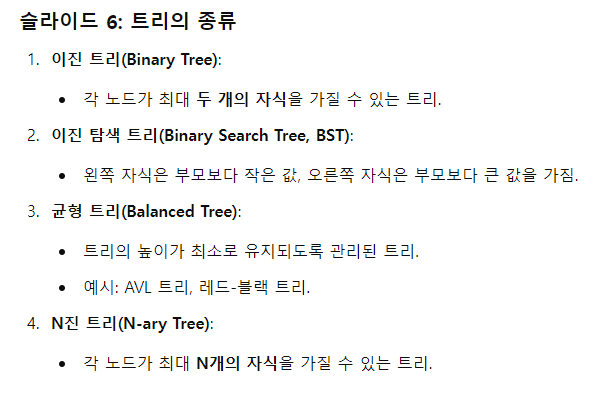 슬라이드 6: 트리의 종류
1. 이진 트리(Binary Tree):
• 각 노드가 최대 두 개의 자식을 가질 수 있는 트리.
2. 이진 탐색 트리(Binary Search Tree, BST):
• 왼쪽 자식은 부모보다 작은 값, 오른쪽 자식은 부모보다 큰 값을 가짐.
3. 균형 트리(Balanced Tree):
• 트리의 높이가 최소로 유지되도록 관리된 트리.
• 예시: AVL 트리, 레드-블랙 트리.
4. N진 트리(N-ary Tree):
• 각 노드가 최대 N개의 자식을 가질 수 있는 트리.